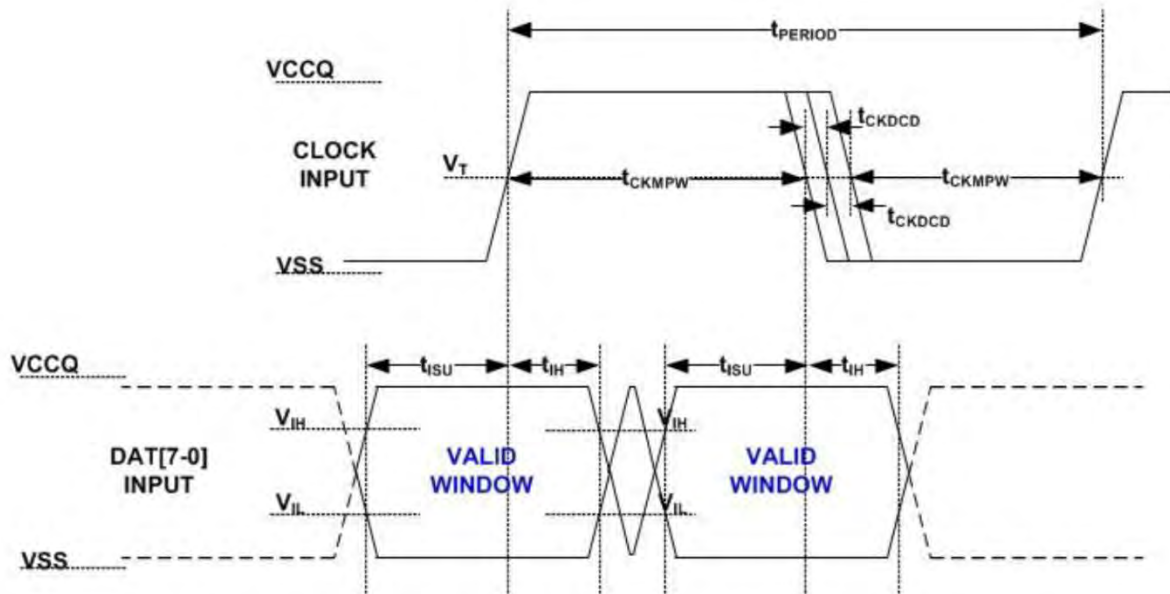 tPERIOD
VCCQ
tCKDCD
CLOCK
INPUT
VT
tCKMPW
tCKMPW
tCKDCD
VSS
VCCQ
tISU
tIH
tISU
tIH
VIH
VIH
DAT[7-0]
INPUT
VALID
WINDOW
VALID
WINDOW
VIL
VIL
VSS